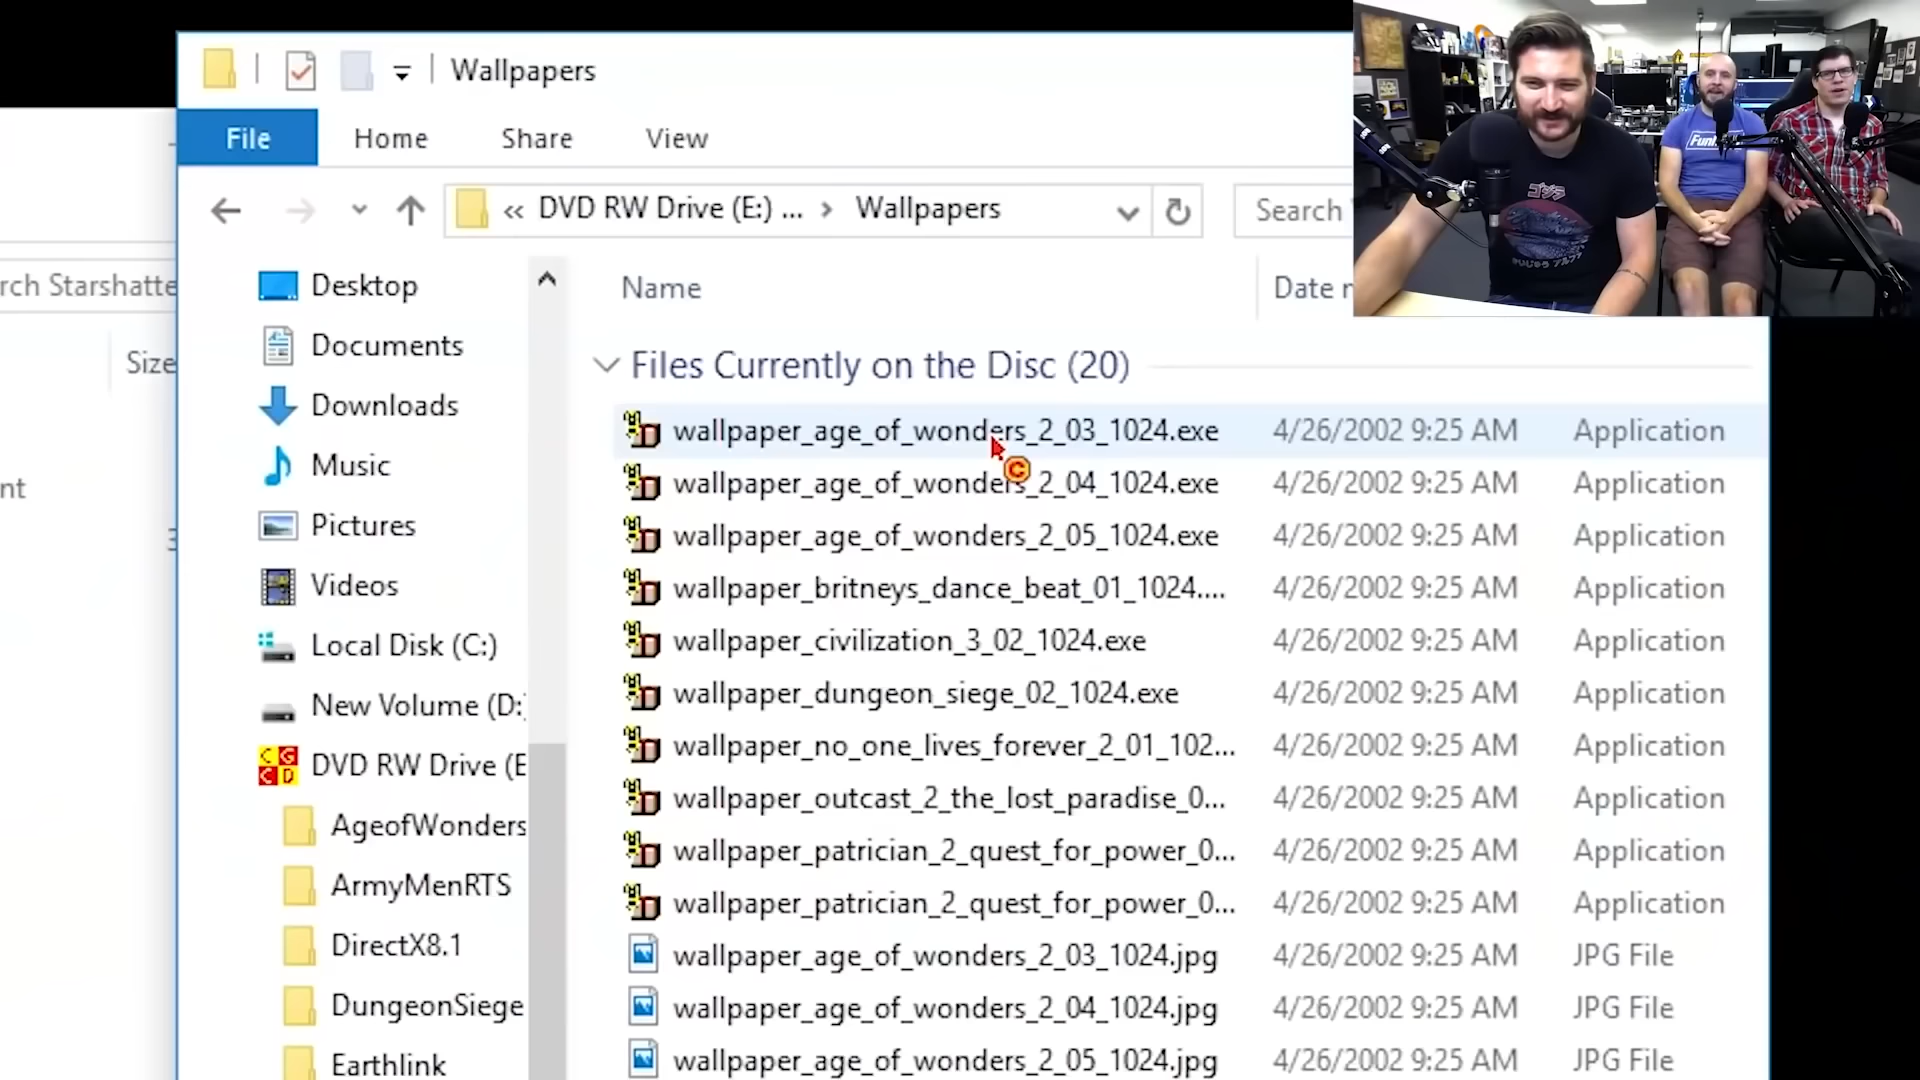 Wallpapers
File Home Share View
« DVD RW Drive (E:) ... > Wallpapers
Search
rch Starshatte
Size
nt
Desktop
Documents
Downloads
Music
Pictures
Videos
Local Disk (C:)
New Volume (D:
DVD RW Drive (E
AgeofWonders
ArmyMenRTS
DirectX8.1
DungeonSiege
Earthlink
Name Date
Files Currently on the Disc (20)
wallpaper_age_of_wonders_2_03_1024.exe 4/26/2002 9:25 AM Application
wallpaper_age_of_wonders_2_04_1024.exe 4/26/2002 9:25 AM Application
wallpaper_age_of_wonders_2_05_1024.exe 4/26/2002 9:25 AM Application
wallpaper_britneys_dance_beat_01_1024.... 4/26/2002 9:25 AM Application
wallpaper_civilization_3_02_1024.exe 4/26/2002 9:25 AM Application
wallpaper_dungeon_siege_02_1024.exe 4/26/2002 9:25 AM Application
wallpaper_no_one_lives_forever_2_01_102... 4/26/2002 9:25 AM Application
wallpaper_outcast_2_the_lost_paradise_0... 4/26/2002 9:25 AM Application
wallpaper_patrician_2_quest_for_power_0... 4/26/2002 9:25 AM Application
wallpaper_patrician_2_quest_for_power_0... 4/26/2002 9:25 AM Application
wallpaper_age_of_wonders_2_03_1024.jpg 4/26/2002 9:25 AM JPG File
wallpaper_age_of_wonders_2_04_1024.jpg 4/26/2002 9:25 AM JPG File
wallpaper_age_of_wonders_2_05_1024.jpg 4/26/2002 9:25 AM JPG File
C G
C D
C
ゴジラ